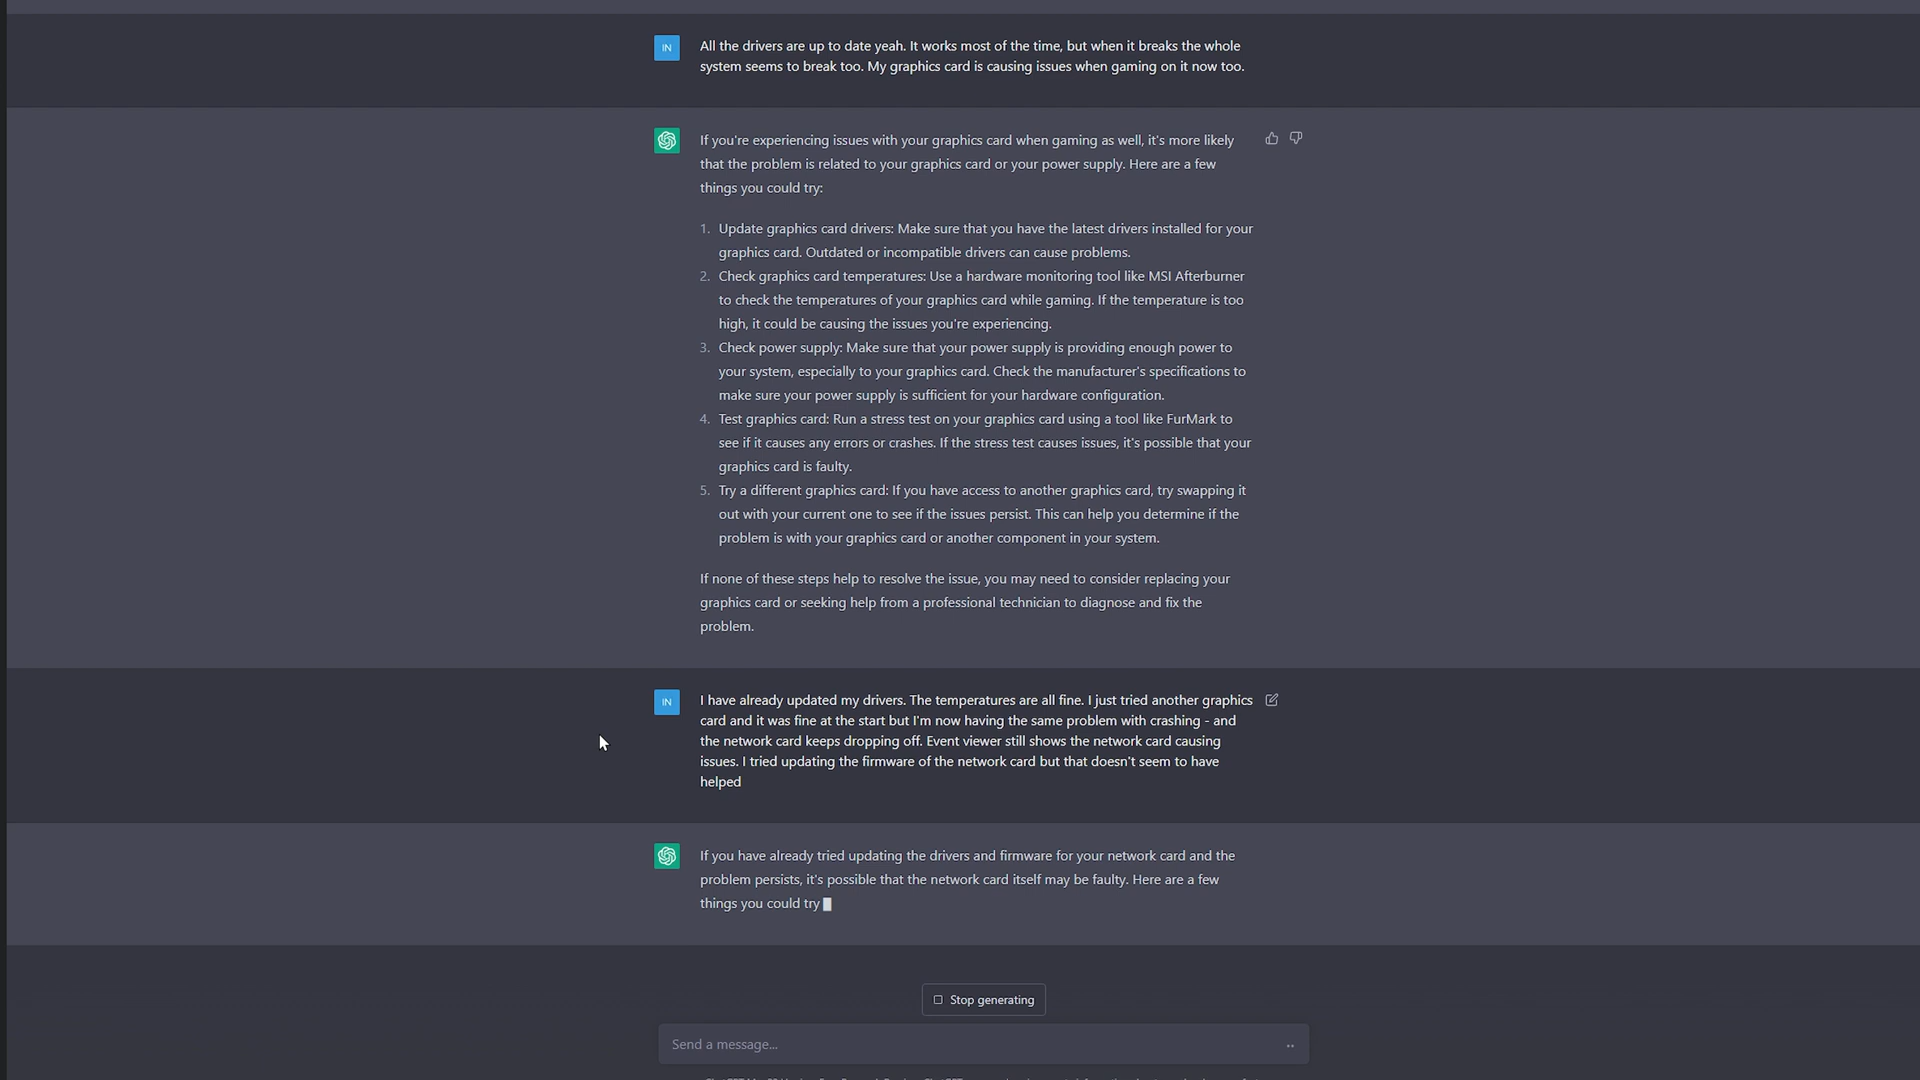 IN
All the drivers are up to date yeah. It works most of the time, but when it breaks the whole
system seems to break too. My graphics card is causing issues when gaming on it now too.
If you're experiencing issues with your graphics card when gaming as well, it's more likely
that the problem is related to your graphics card or your power supply. Here are a few
things you could try:
1. Update graphics card drivers: Make sure that you have the latest drivers installed for your
graphics card. Outdated or incompatible drivers can cause problems.
2. Check graphics card temperatures: Use a hardware monitoring tool like MSI Afterburner
to check the temperatures of your graphics card while gaming. If the temperature is too
high, it could be causing the issues you're experiencing.
3. Check power supply: Make sure that your power supply is providing enough power to
your system, especially to your graphics card. Check the manufacturer's specifications to
make sure your power supply is sufficient for your hardware configuration.
4. Test graphics card: Run a stress test on your graphics card using a tool like FurMark to
see if it causes any errors or crashes. If the stress test causes issues, it's possible that your
graphics card is faulty.
5. Try a different graphics card: If you have access to another graphics card, try swapping it
out with your current one to see if the issues persist. This can help you determine if the
problem is with your graphics card or another component in your system.
If none of these steps help to resolve the issue, you may need to consider replacing your
graphics card or seeking help from a professional technician to diagnose and fix the
problem.
IN
I have already updated my drivers. The temperatures are all fine. I just tried another graphics
card and it was fine at the start but I'm now having the same problem with crashing - and
the network card keeps dropping off. Event viewer still shows the network card causing
issues. I tried updating the firmware of the network card but that doesn't seem to have
helped
If you have already tried updating the drivers and firmware for your network card and the
problem persists, it's possible that the network card itself may be faulty. Here are a few
things you could try
Stop generating
Send a message...